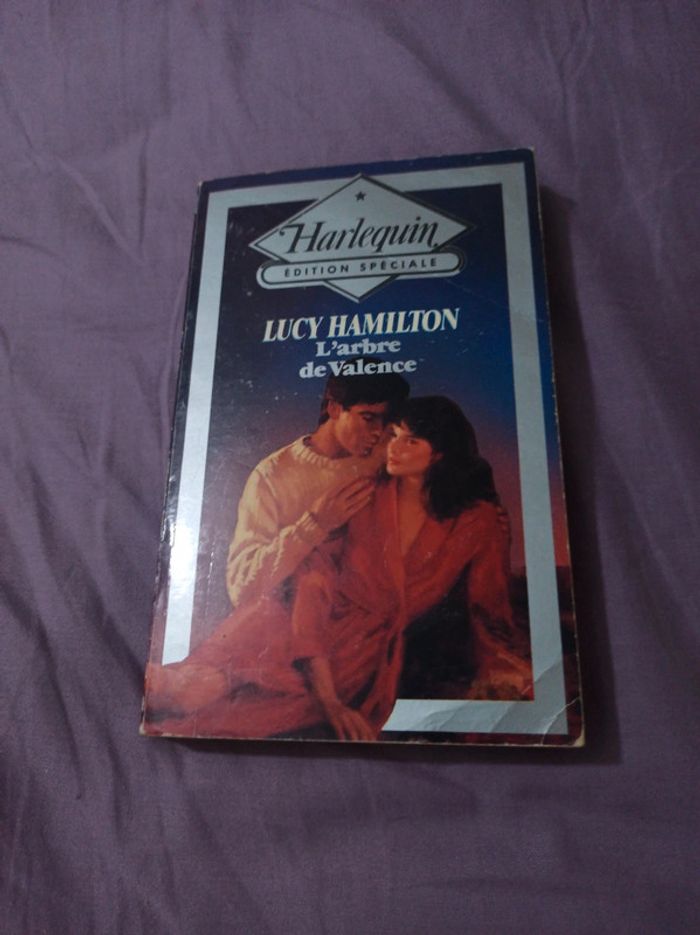 Harlequin
ÉDITION SPÉCIALE
LUCY HAMILTON
L'arbre
de Valence